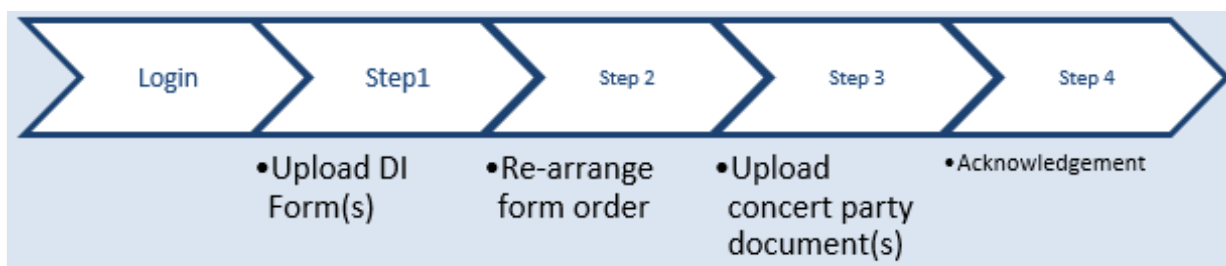 Login
Step1
Step 2
Step 3
Step 4
•Upload DI
Form(s)
•Re-arrange
form order
•Upload
concert party
document(s)
•Acknowledgement